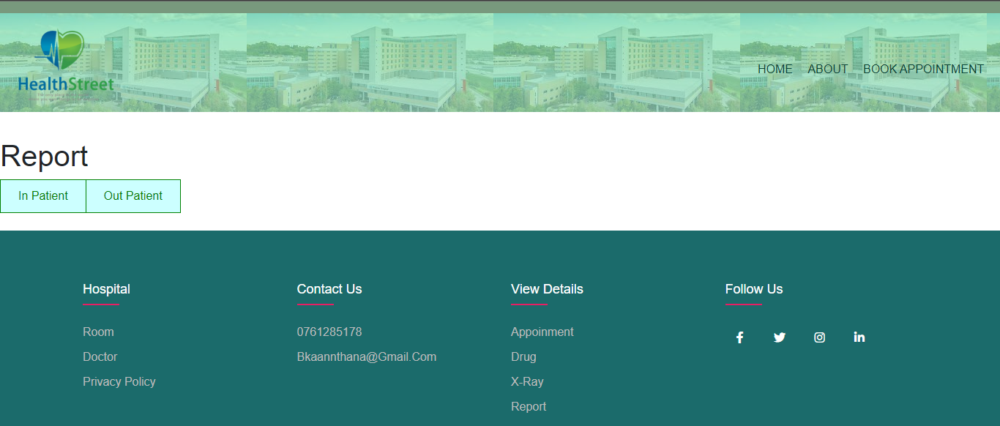 HealthStreet
HOME ABOUT BOOK APPOINTMENT
Report
In Patient Out Patient
Hospital
Room
Doctor
Privacy Policy
Contact Us
0761285178
Bkaannthana@Gmail.Com
View Details
Appoinment
Drug
X-Ray
Report
Follow Us